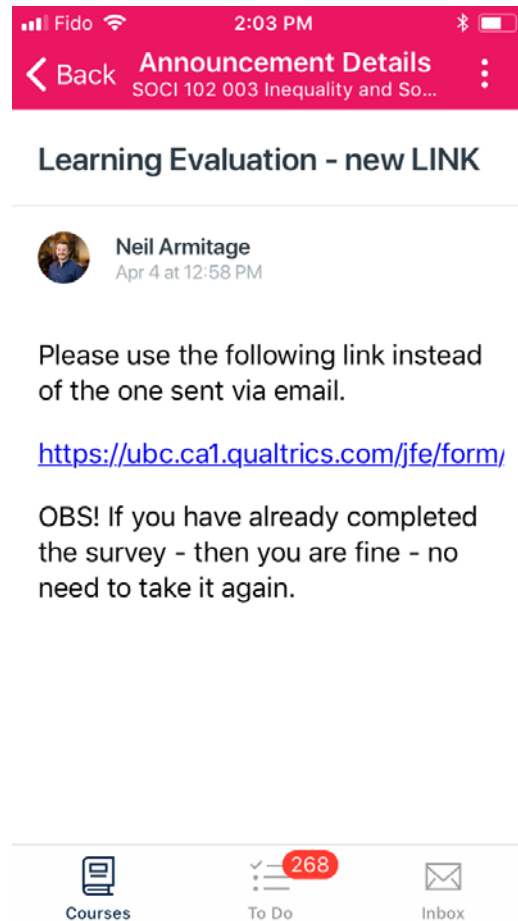 Fido 2:03 PM
Back Announcement Details
SOCI 102 003 Inequality and So...
Learning Evaluation - new LINK
Neil Armitage
Apr 4 at 12:58 PM
Please use the following link instead
of the one sent via email.
https://ubc.ca1.qualtrics.com/jfe/form/
OBS! If you have already completed
the survey - then you are fine - no
need to take it again.
268
Courses To Do Inbox